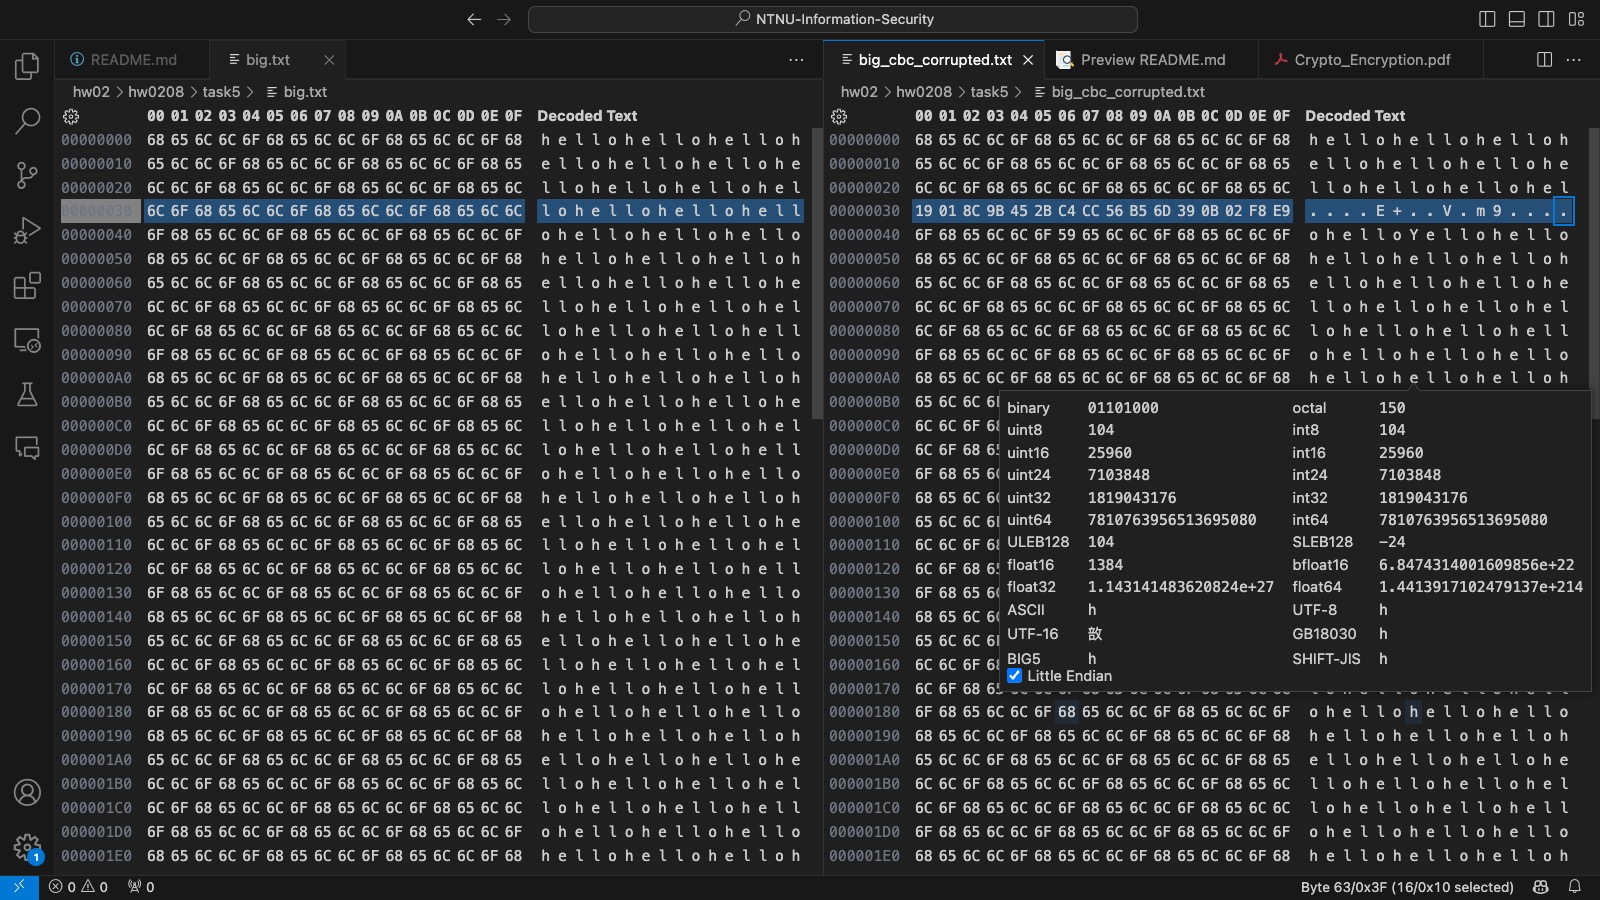 NTNU-Information-Security
README.md
big.txt
big_cbc_corrupted.txt
Preview README.md
Crypto_Encryption.pdf
hw02 > hw0208 > task5 > big.txt
hw02 > hw0208 > task5 > big_cbc_corrupted.txt
00 01 02 03 04 05 06 07 08 09 0A 0B 0C 0D 0E 0F Decoded Text
00000000 68 65 6C 6C 6F 68 65 6C 6C 6F 68 65 6C 6C 6F 68 h e l l o h e l l o h e l l o h
00000010 65 6C 6C 6F 68 65 6C 6C 6F 68 65 6C 6C 6F 68 65 e l l o h e l l o h e l l o h e
00000020 6C 6C 6F 68 65 6C 6C 6F 68 65 6C 6C 6F 68 65 6C l l o h e l l o h e l l o h e l
00000030 6C 6F 68 65 6C 6C 6F 68 65 6C 6C 6F 68 65 6C 6C l o h e l l o h e l l o h e l l
00000040 6F 68 65 6C 6C 6F 68 65 6C 6C 6F 68 65 6C 6C 6F o h e l l o h e l l o h e l l o
00000050 68 65 6C 6C 6F 68 65 6C 6C 6F 68 65 6C 6C 6F 68 h e l l o h e l l o h e l l o h
00000060 65 6C 6C 6F 68 65 6C 6C 6F 68 65 6C 6C 6F 68 65 e l l o h e l l o h e l l o h e
00000070 6C 6C 6F 68 65 6C 6C 6F 68 65 6C 6C 6F 68 65 6C l l o h e l l o h e l l o h e l
00000080 6C 6F 68 65 6C 6C 6F 68 65 6C 6C 6F 68 65 6C 6C l o h e l l o h e l l o h e l l
00000090 6F 68 65 6C 6C 6F 68 65 6C 6C 6F 68 65 6C 6C 6F o h e l l o h e l l o h e l l o
000000A0 68 65 6C 6C 6F 68 65 6C 6C 6F 68 65 6C 6C 6F 68 h e l l o h e l l o h e l l o h
000000B0 65 6C 6C 6F 68 65 6C 6C 6F 68 65 6C 6C 6F 68 65 e l l o h e l l o h e l l o h e
000000C0 6C 6C 6F 68 65 6C 6C 6F 68 65 6C 6C 6F 68 65 6C l l o h e l l o h e l l o h e l
000000D0 6C 6F 68 65 6C 6C 6F 68 65 6C 6C 6F 68 65 6C 6C l o h e l l o h e l l o h e l l
000000E0 6F 68 65 6C 6C 6F 68 65 6C 6C 6F 68 65 6C 6C 6F o h e l l o h e l l o h e l l o
000000F0 68 65 6C 6C 6F 68 65 6C 6C 6F 68 65 6C 6C 6F 68 h e l l o h e l l o h e l l o h
00000100 65 6C 6C 6F 68 65 6C 6C 6F 68 65 6C 6C 6F 68 65 e l l o h e l l o h e l l o h e
00000110 6C 6C 6F 68 65 6C 6C 6F 68 65 6C 6C 6F 68 65 6C l l o h e l l o h e l l o h e l
00000120 6C 6F 68 65 6C 6C 6F 68 65 6C 6C 6F 68 65 6C 6C l o h e l l o h e l l o h e l l
00000130 6F 68 65 6C 6C 6F 68 65 6C 6C 6F 68 65 6C 6C 6F o h e l l o h e l l o h e l l o
00000140 68 65 6C 6C 6F 68 65 6C 6C 6F 68 65 6C 6C 6F 68 h e l l o h e l l o h e l l o h
00000150 65 6C 6C 6F 68 65 6C 6C 6F 68 65 6C 6C 6F 68 65 e l l o h e l l o h e l l o h e
00000160 6C 6C 6F 68 65 6C 6C 6F 68 65 6C 6C 6F 68 65 6C l l o h e l l o h e l l o h e l
00000170 6C 6F 68 65 6C 6C 6F 68 65 6C 6C 6F 68 65 6C 6C l o h e l l o h e l l o h e l l
00000180 6F 68 65 6C 6C 6F 68 65 6C 6C 6F 68 65 6C 6C 6F o h e l l o h e l l o h e l l o
00000190 68 65 6C 6C 6F 68 65 6C 6C 6F 68 65 6C 6C 6F 68 h e l l o h e l l o h e l l o h
000001A0 65 6C 6C 6F 68 65 6C 6C 6F 68 65 6C 6C 6F 68 65 e l l o h e l l o h e l l o h e
000001B0 6C 6C 6F 68 65 6C 6C 6F 68 65 6C 6C 6F 68 65 6C l l o h e l l o h e l l o h e l
000001C0 6C 6F 68 65 6C 6C 6F 68 65 6C 6C 6F 68 65 6C 6C l o h e l l o h e l l o h e l l
000001D0 6F 68 65 6C 6C 6F 68 65 6C 6C 6F 68 65 6C 6C 6F o h e l l o h e l l o h e l l o
000001E0 68 65 6C 6C 6F 68 65 6C 6C 6F 68 65 6C 6C 6F 68 h e l l o h e l l o h e l l o h
00 01 02 03 04 05 06 07 08 09 0A 0B 0C 0D 0E 0F Decoded Text
00000000 68 65 6C 6C 6F 68 65 6C 6C 6F 68 65 6C 6C 6F 68 h e l l o h e l l o h e l l o h
00000010 65 6C 6C 6F 68 65 6C 6C 6F 68 65 6C 6C 6F 68 65 e l l o h e l l o h e l l o h e
00000020 6C 6C 6F 68 65 6C 6C 6F 68 65 6C 6C 6F 68 65 6C l l o h e l l o h e l l o h e l
00000030 19 01 8C 9B 45 2B C4 CC 56 B5 6D 39 0B 02 F8 E9 . . . . E + . . V . m 9 . . . .
00000040 6F 68 65 6C 6C 6F 59 65 6C 6C 6F 68 65 6C 6C 6F o h e l l o Y e l l o h e l l o
00000050 68 65 6C 6C 6F 68 65 6C 6C 6F 68 65 6C 6C 6F 68 h e l l o h e l l o h e l l o h
00000060 65 6C 6C 6F 68 65 6C 6C 6F 68 65 6C 6C 6F 68 65 e l l o h e l l o h e l l o h e
00000070 6C 6C 6F 68 65 6C 6C 6F 68 65 6C 6C 6F 68 65 6C l l o h e l l o h e l l o h e l
00000080 6C 6F 68 65 6C 6C 6F 68 65 6C 6C 6F 68 65 6C 6C l o h e l l o h e l l o h e l l
00000090 6F 68 65 6C 6C 6F 68 65 6C 6C 6F 68 65 6C 6C 6F o h e l l o h e l l o h e l l o
000000A0 68 65 6C 6C 6F 68 65 6C 6C 6F 68 65 6C 6C 6F 68 h e l l o h e l l o h e l l o h
000000B0 65 6C 6C 6F
000000C0 6C 6C 6F 68
000000D0 6C 6F 68 65
000000E0 6F 68 65 6C
000000F0 68 65 6C 6C
00000100 65 6C 6C 6F
00000110 6C 6C 6F 68
00000120 6C 6F 68 65
00000130 6F 68 65 6C
00000140 68 65 6C 6C
00000150 65 6C 6C 6F
00000160 6C 6C 6F 68
00000170 6C 6F 68 65
binary 01101000 octal 150
uint8 104 int8 104
uint16 25960 int16 25960
uint24 7103848 int24 7103848
uint32 1819043176 int32 1819043176
uint64 7810763956513695080 int64 7810763956513695080
ULEB128 104 SLEB128 −24
float16 1384 bfloat16 6.8474314001609856e+22
float32 1.143141483620824e+27 float64 1.4413917102479137e+214
ASCII h UTF-8 h
UTF-16 敨 GB18030 h
BIG5 h SHIFT-JIS h
Little Endian
00000180 6F 68 65 6C 6C 6F 68 65 6C 6C 6F 68 65 6C 6C 6F o h e l l o h e l l o h e l l o
00000190 68 65 6C 6C 6F 68 65 6C 6C 6F 68 65 6C 6C 6F 68 h e l l o h e l l o h e l l o h
000001A0 65 6C 6C 6F 68 65 6C 6C 6F 68 65 6C 6C 6F 68 65 e l l o h e l l o h e l l o h e
000001B0 6C 6C 6F 68 65 6C 6C 6F 68 65 6C 6C 6F 68 65 6C l l o h e l l o h e l l o h e l
000001C0 6C 6F 68 65 6C 6C 6F 68 65 6C 6C 6F 68 65 6C 6C l o h e l l o h e l l o h e l l
000001D0 6F 68 65 6C 6C 6F 68 65 6C 6C 6F 68 65 6C 6C 6F o h e l l o h e l l o h e l l o
000001E0 68 65 6C 6C 6F 68 65 6C 6C 6F 68 65 6C 6C 6F 68 h e l l o h e l l o h e l l o h
1
0 0 0
Byte 63/0x3F (16/0x10 selected)